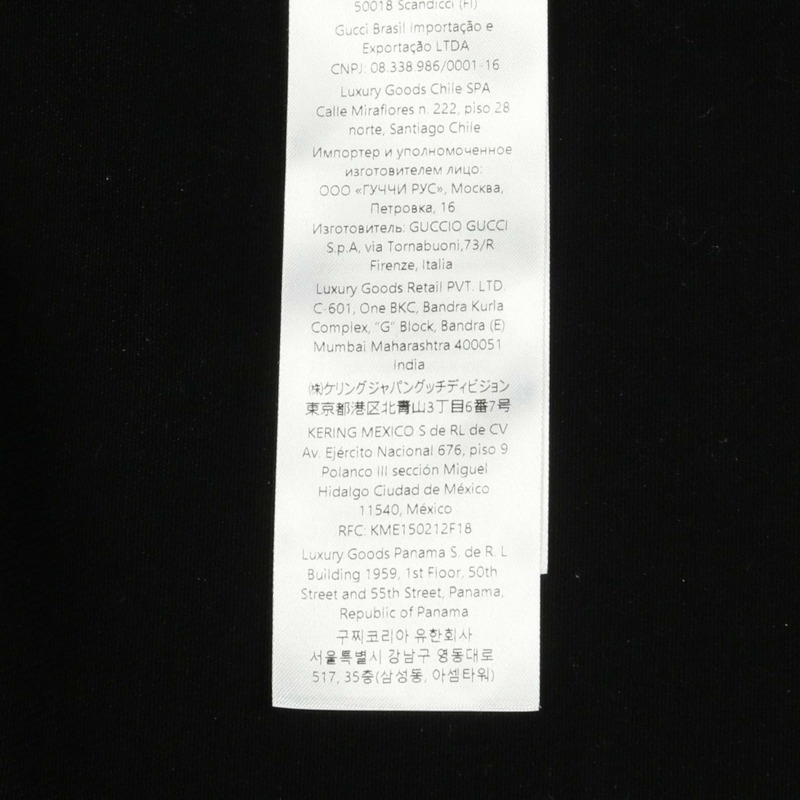 50018 Scandicci (FI)
Gucci Brasil Importação e
Exportação LTDA
CNPJ: 08.338.986/0001-16
Luxury Goods Chile SPA
Calle Miraflores n. 222, piso 28
norte, Santiago Chile
Импортер и уполномоченное
изготовителем лицо:
ООО «ГУЧЧИ РУС», Москва,
Петровка, 16
Изготовитель: GUCCIO GUCCI
S.p.A, via Tornabuoni,73/R
Firenze, Italia
Luxury Goods Retail PVT. LTD.
C-601, One BKC, Bandra Kurla
Complex, "G" Block, Bandra (E)
Mumbai Maharashtra 400051
India
㈱ケリングジャパングッチディビジョン
東京都港区北青山3丁目6番7号
KERING MEXICO S de RL de CV
Av. Ejército Nacional 676, piso 9
Polanco III sección Miguel
Hidalgo Ciudad de México
11540, México
RFC: KME150212F18
Luxury Goods Panama S. de R. L
Building 1959, 1st Floor, 50th
Street and 55th Street, Panama,
Republic of Panama
구찌코리아 유한회사
서울특별시 강남구 영동대로
517, 35층(삼성동, 아셈타워)